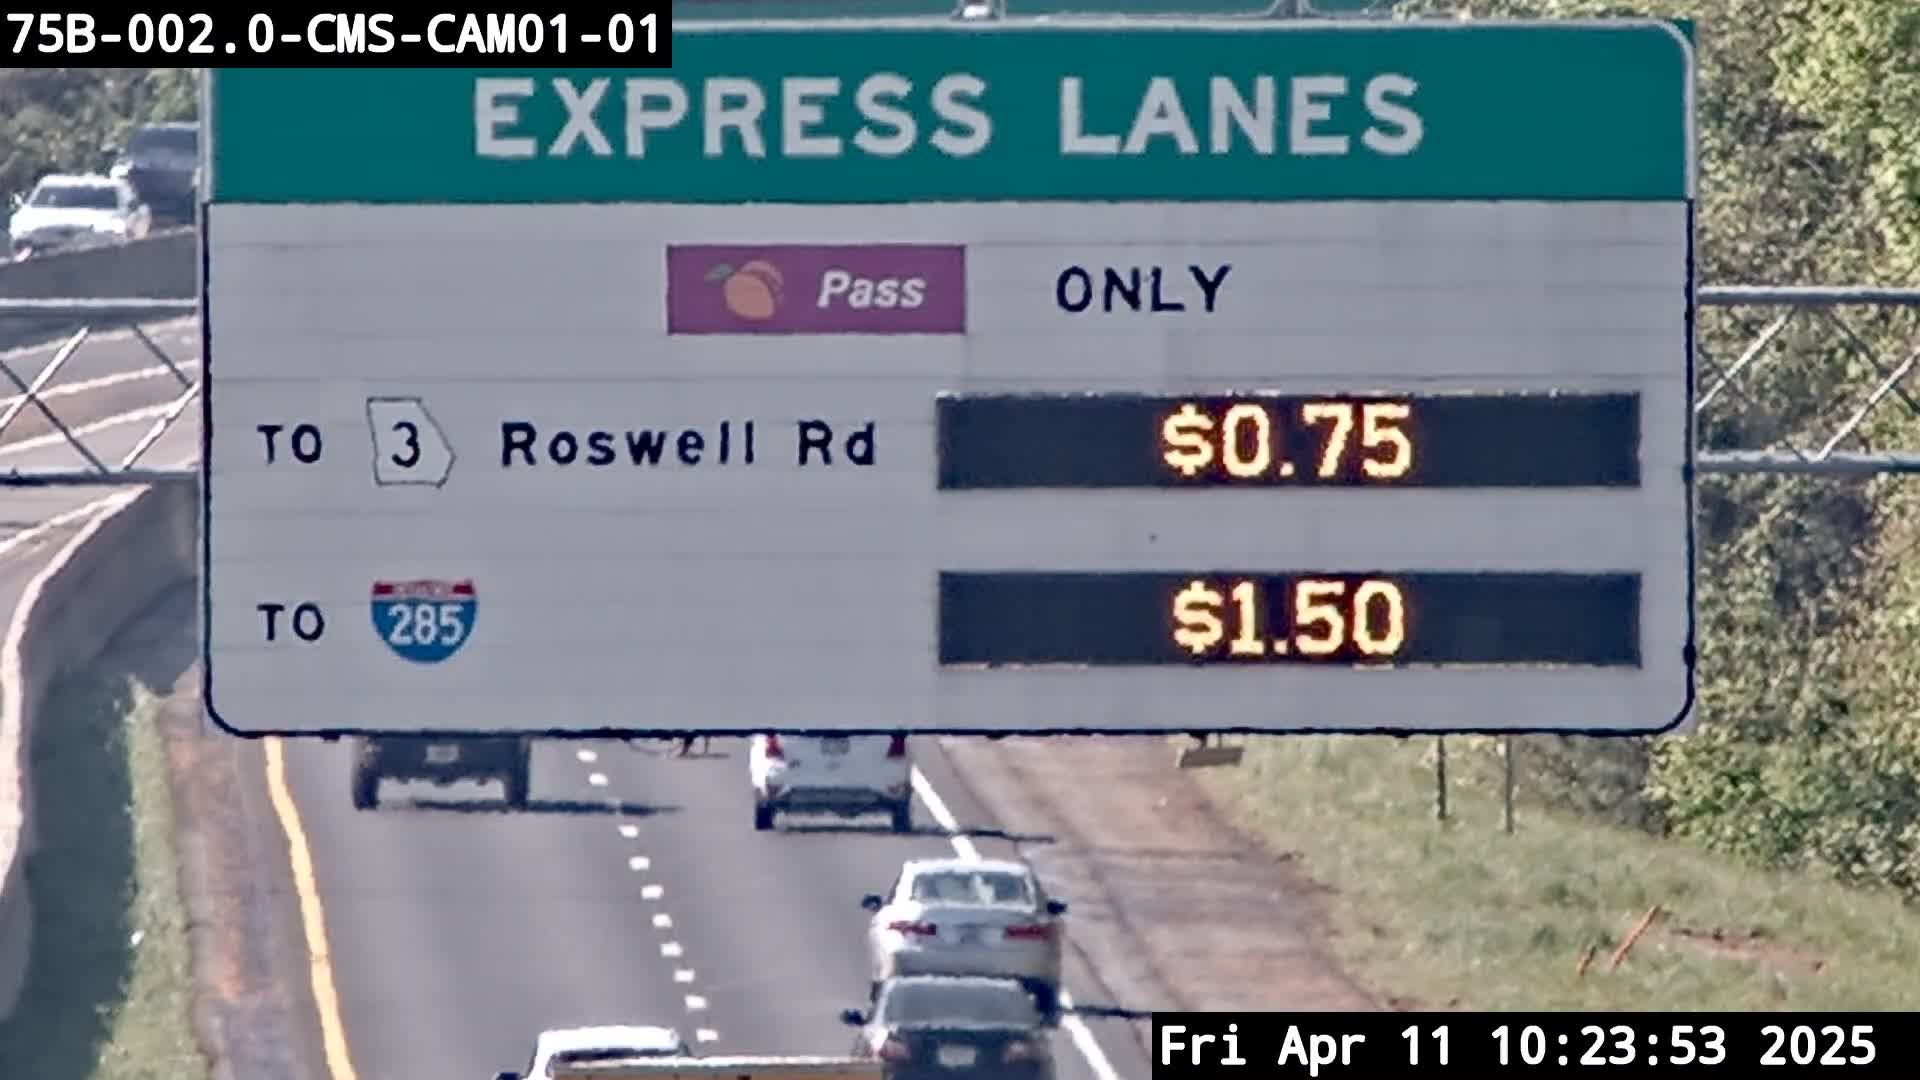 75B-002.0-CMS-CAM01-01
EXPRESS LANES
Pass ONLY
TO 3 Roswell Rd $0.75
TO 285 $1.50
Fri Apr 11 10:23:53 2025